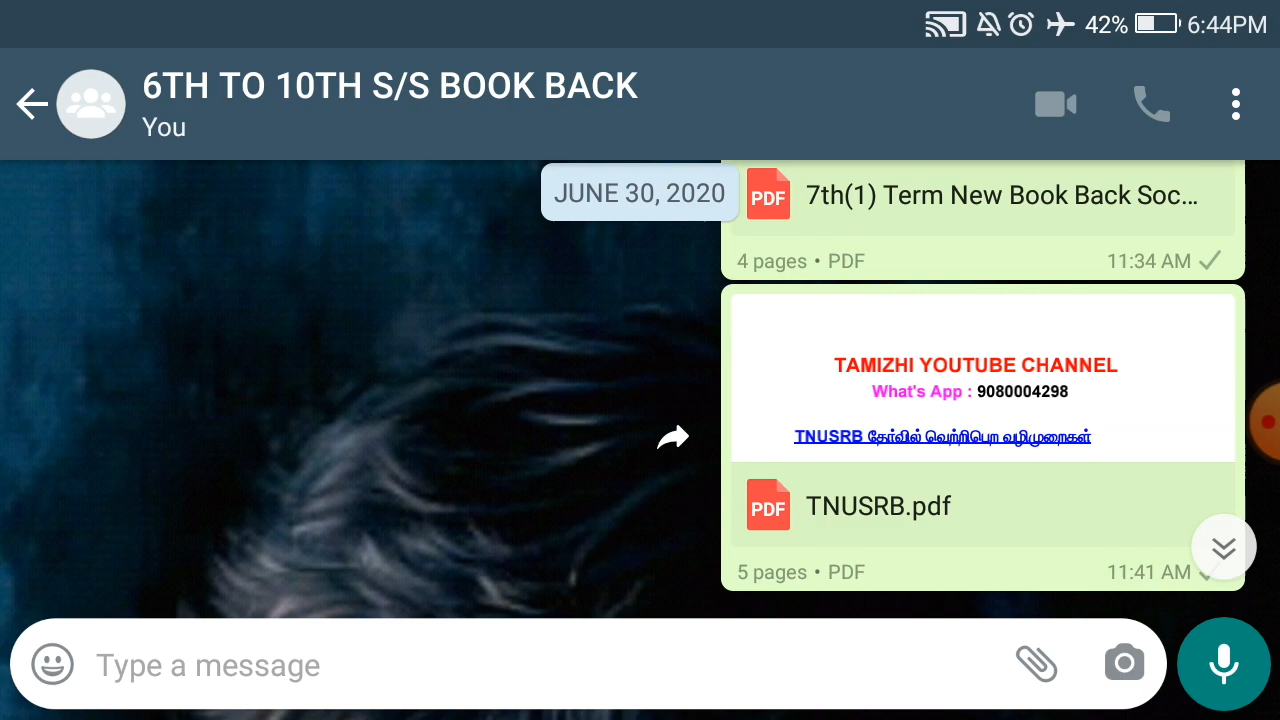 42% 6:44PM
6TH TO 10TH S/S BOOK BACK
You
JUNE 30, 2020
PDF 7th(1) Term New Book Back Soc...
4 pages • PDF 11:34 AM
TAMIZHI YOUTUBE CHANNEL
What's App : 9080004298
TNUSRB தேர்வில் வெற்றிபெற வழிமுறைகள்
PDF TNUSRB.pdf
5 pages • PDF 11:41 AM
Type a message